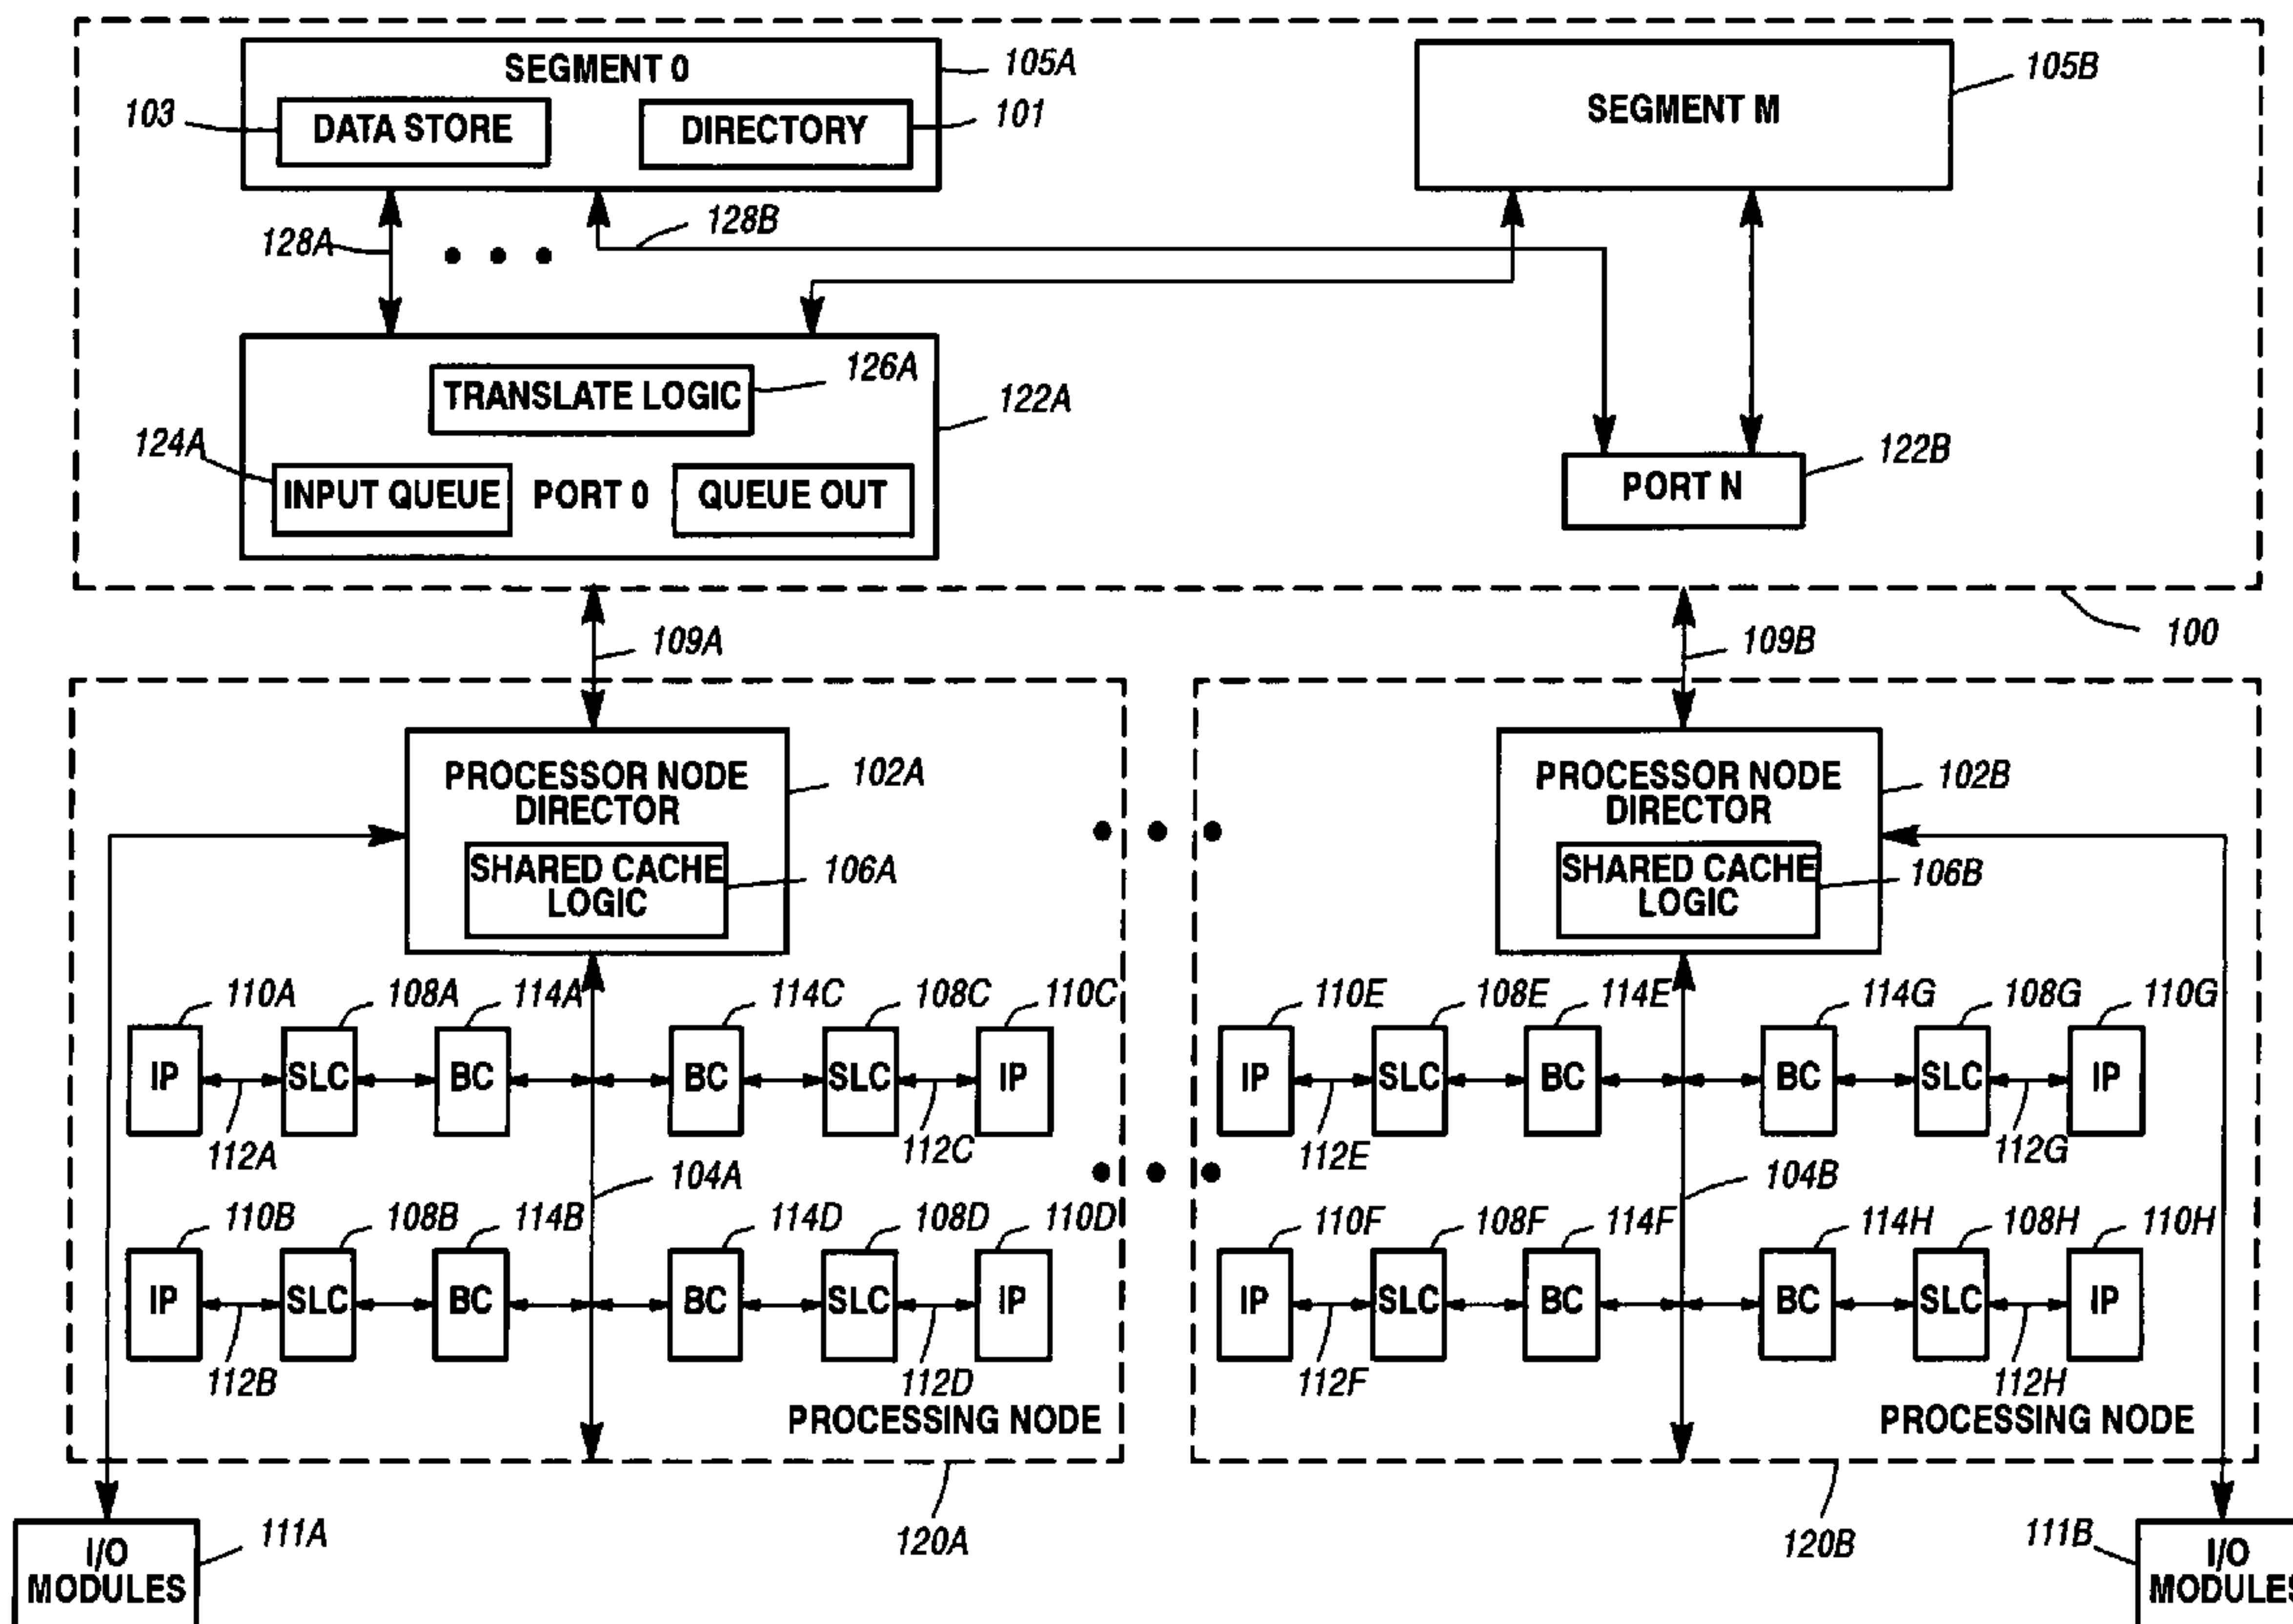 SEGMENT 0
105A
103
DATA STORE
DIRECTORY
101
SEGMENT M
105B
128A
128B
TRANSLATE LOGIC
126A
122A
124A
INPUT QUEUE
PORT 0
QUEUE OUT
PORT N
122B
100
109A
109B
PROCESSOR NODE
DIRECTOR
102A
SHARED CACHE
LOGIC
106A
PROCESSOR NODE
DIRECTOR
102B
SHARED CACHE
LOGIC
106B
110A 108A 114A 114C 108C 110C
IP SLC BC BC SLC IP
112A 112C
104A
110B 108B 114B 114D 108D 110D
IP SLC BC BC SLC IP
112B 112D
PROCESSING NODE
120A
110E 108E 114E 114G 108G 110G
IP SLC BC BC SLC IP
112E 112G
104B
110F 108F 114F 114H 108H 110H
IP SLC BC BC SLC IP
112F 112H
PROCESSING NODE
120B
I/O
MODULES
111A
111B
I/O
MODULES